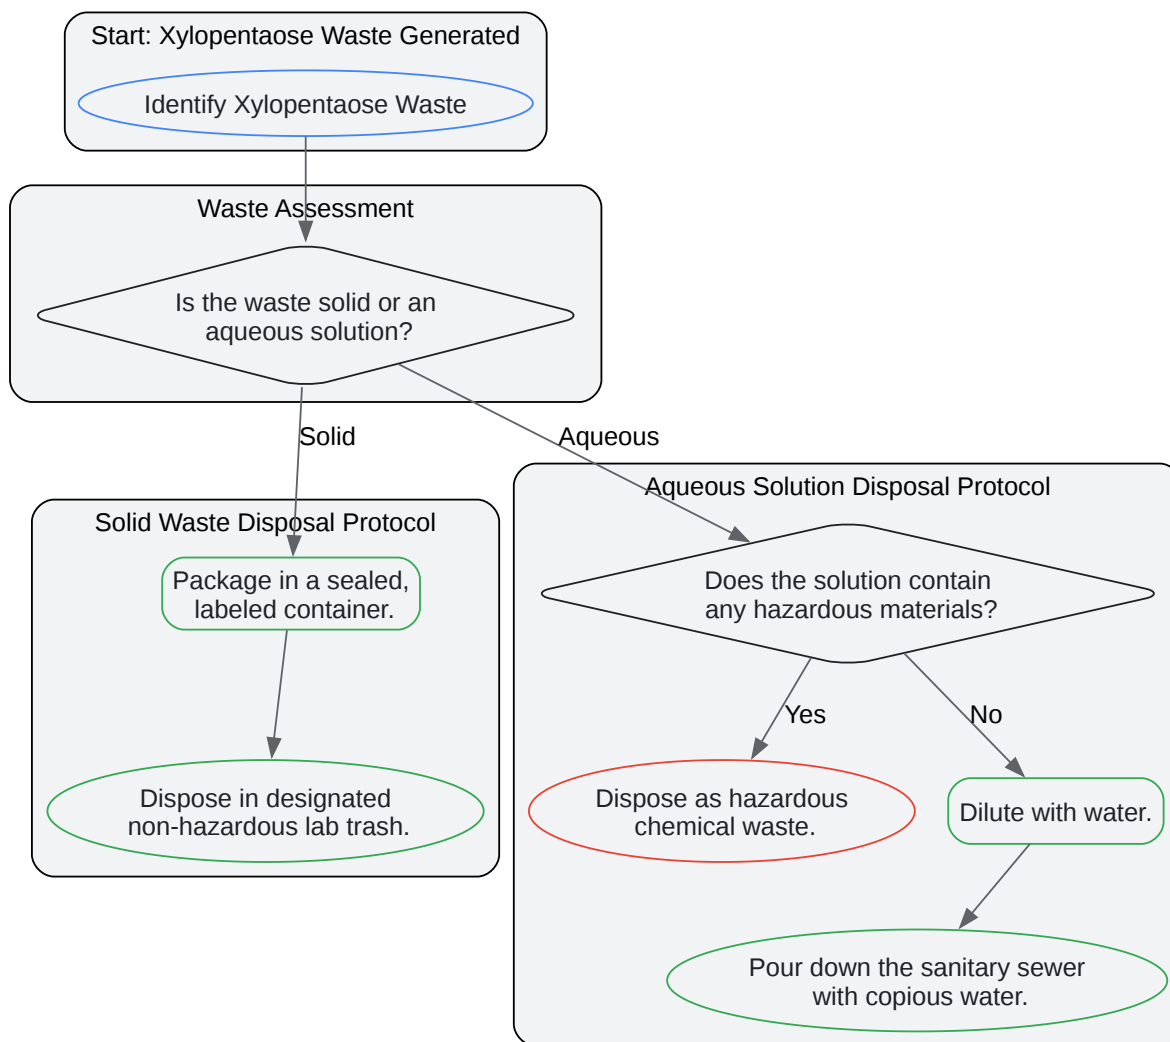 Start: Xylopentaose Waste Generated
Identify Xylopentaose Waste
Waste Assessment
Is the waste solid or an
aqueous solution?
Solid
Aqueous
Solid Waste Disposal Protocol
Package in a sealed,
labeled container.
Dispose in designated
non-hazardous lab trash.
Aqueous Solution Disposal Protocol
Does the solution contain
any hazardous materials?
Yes
No
Dispose as hazardous
chemical waste.
Dilute with water.
Pour down the sanitary sewer
with copious water.